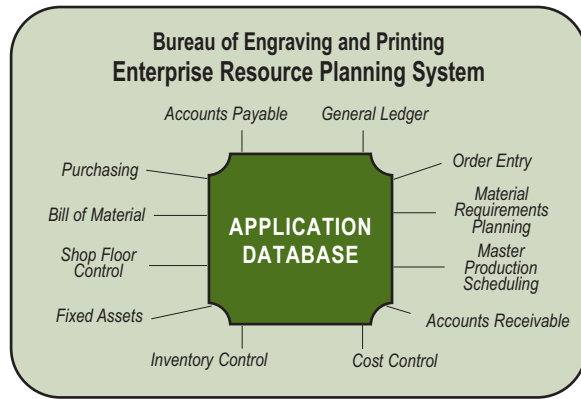 Bureau of Engraving and Printing
Enterprise Resource Planning System
Accounts Payable
General Ledger
Purchasing
Order Entry
Bill of Material
Material
Requirements
Planning
APPLICATION
DATABASE
Shop Floor
Control
Master
Production
Scheduling
Fixed Assets
Accounts Receivable
Inventory Control
Cost Control